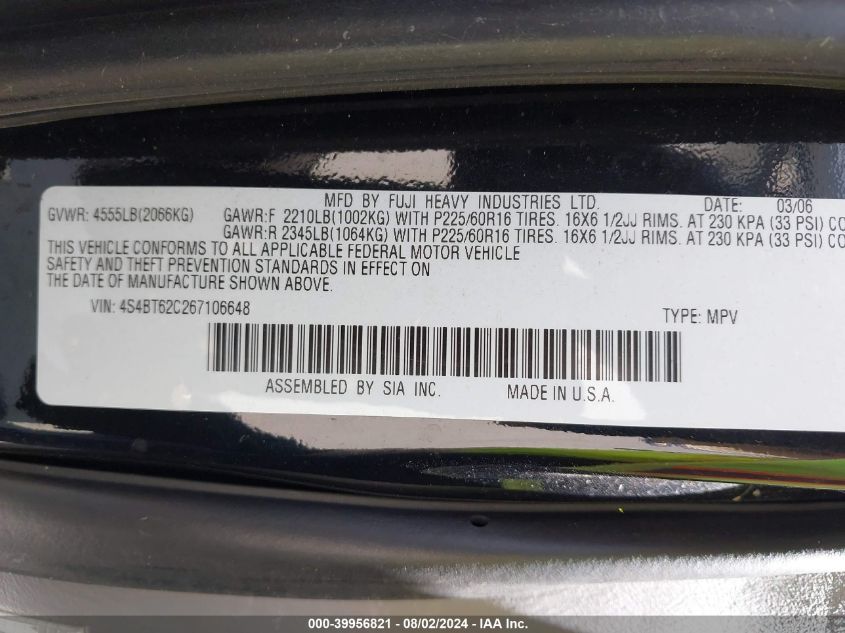 MFD BY FUJI HEAVY INDUSTRIES LTD. DATE: 03/06
GVWR: 4555LB(2066KG) GAWR:F 2210LB(1002KG) WITH P225/60R16 TIRES. 16X6 1/2JJ RIMS. AT 230 KPA (33 PSI) CO
GAWR:R 2345LB(1064KG) WITH P225/60R16 TIRES. 16X6 1/2JJ RIMS. AT 230 KPA (33 PSI) CO
THIS VEHICLE CONFORMS TO ALL APPLICABLE FEDERAL MOTOR VEHICLE
SAFETY AND THEFT PREVENTION STANDARDS IN EFFECT ON
THE DATE OF MANUFACTURE SHOWN ABOVE.
VIN: 4S4BT62C267106648 TYPE: MPV
ASSEMBLED BY SIA INC. MADE IN U.S.A.
000-39956821 - 08/02/2024 - IAA Inc.